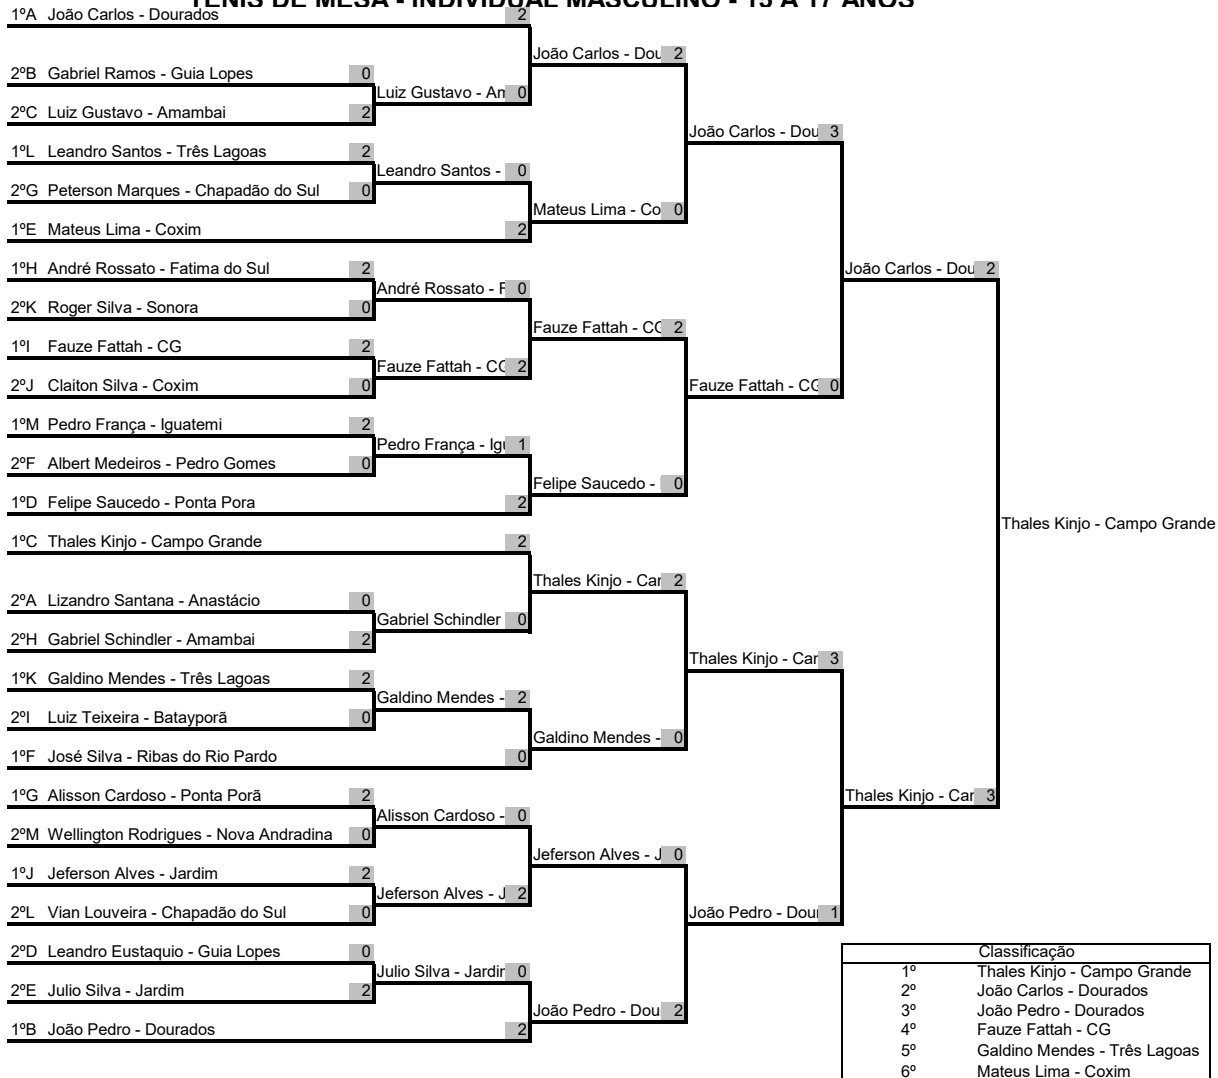 TÊNIS DE MESA - INDIVIDUAL MASCULINO - 15 A 17 ANOS
1ºA João Carlos - Dourados 2
João Carlos - Dou 2
2ºB Gabriel Ramos - Guia Lopes 0
Luiz Gustavo - Am 0
2ºC Luiz Gustavo - Amambai 2
João Carlos - Dou 3
1ºL Leandro Santos - Três Lagoas 2
Leandro Santos - 0
2ºG Peterson Marques - Chapadão do Sul 0
Mateus Lima - Co 0
1ºE Mateus Lima - Coxim 2
1ºH André Rossato - Fatima do Sul 2
João Carlos - Dou 2
André Rossato - F 0
2ºK Roger Silva - Sonora 0
Fauze Fattah - CG 2
1ºI Fauze Fattah - CG 2
Fauze Fattah - CG 2
2ºJ Claiton Silva - Coxim 0
Fauze Fattah - CG 0
1ºM Pedro França - Iguatemi 2
Pedro França - Igu 1
2ºF Albert Medeiros - Pedro Gomes 0
Felipe Saucedo - 0
1ºD Felipe Saucedo - Ponta Pora 2
Thales Kinjo - Campo Grande
1ºC Thales Kinjo - Campo Grande 2
Thales Kinjo - Car 2
2ºA Lizandro Santana - Anastácio 0
Gabriel Schindler 0
2ºH Gabriel Schindler - Amambai 2
Thales Kinjo - Car 3
1ºK Galdino Mendes - Três Lagoas 2
Galdino Mendes - 2
2ºI Luiz Teixeira - Batayporã 0
Galdino Mendes - 0
1ºF José Silva - Ribas do Rio Pardo 0
1ºG Alisson Cardoso - Ponta Porã 2
Thales Kinjo - Car 3
Alisson Cardoso - 0
2ºM Wellington Rodrigues - Nova Andradina 0
Jeferson Alves - J 0
1ºJ Jeferson Alves - Jardim 2
Jeferson Alves - J 2
2ºL Vian Louveira - Chapadão do Sul 0
João Pedro - Dour 1
2ºD Leandro Eustaquio - Guia Lopes 0
Julio Silva - Jardir 0
2ºE Julio Silva - Jardim 2
João Pedro - Dou 2
1ºB João Pedro - Dourados 2
Classificação
1º Thales Kinjo - Campo Grande
2º João Carlos - Dourados
3º João Pedro - Dourados
4º Fauze Fattah - CG
5º Galdino Mendes - Três Lagoas
6º Mateus Lima - Coxim